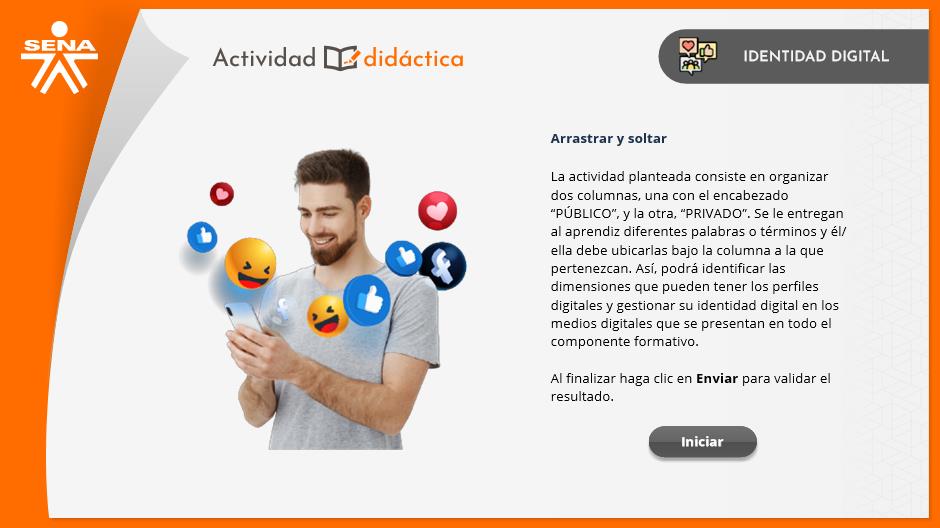 SENA
Actividad didáctica
IDENTIDAD DIGITAL
Arrastrar y soltar
La actividad planteada consiste en organizar
dos columnas, una con el encabezado
“PÚBLICO”, y la otra, “PRIVADO”. Se le entregan
al aprendiz diferentes palabras o términos y él/
ella debe ubicarlas bajo la columna a la que
pertenezcan. Así, podrá identificar las
dimensiones que pueden tener los perfiles
digitales y gestionar su identidad digital en los
medios digitales que se presentan en todo el
componente formativo.
Al finalizar haga clic en Enviar para validar el
resultado.
Iniciar